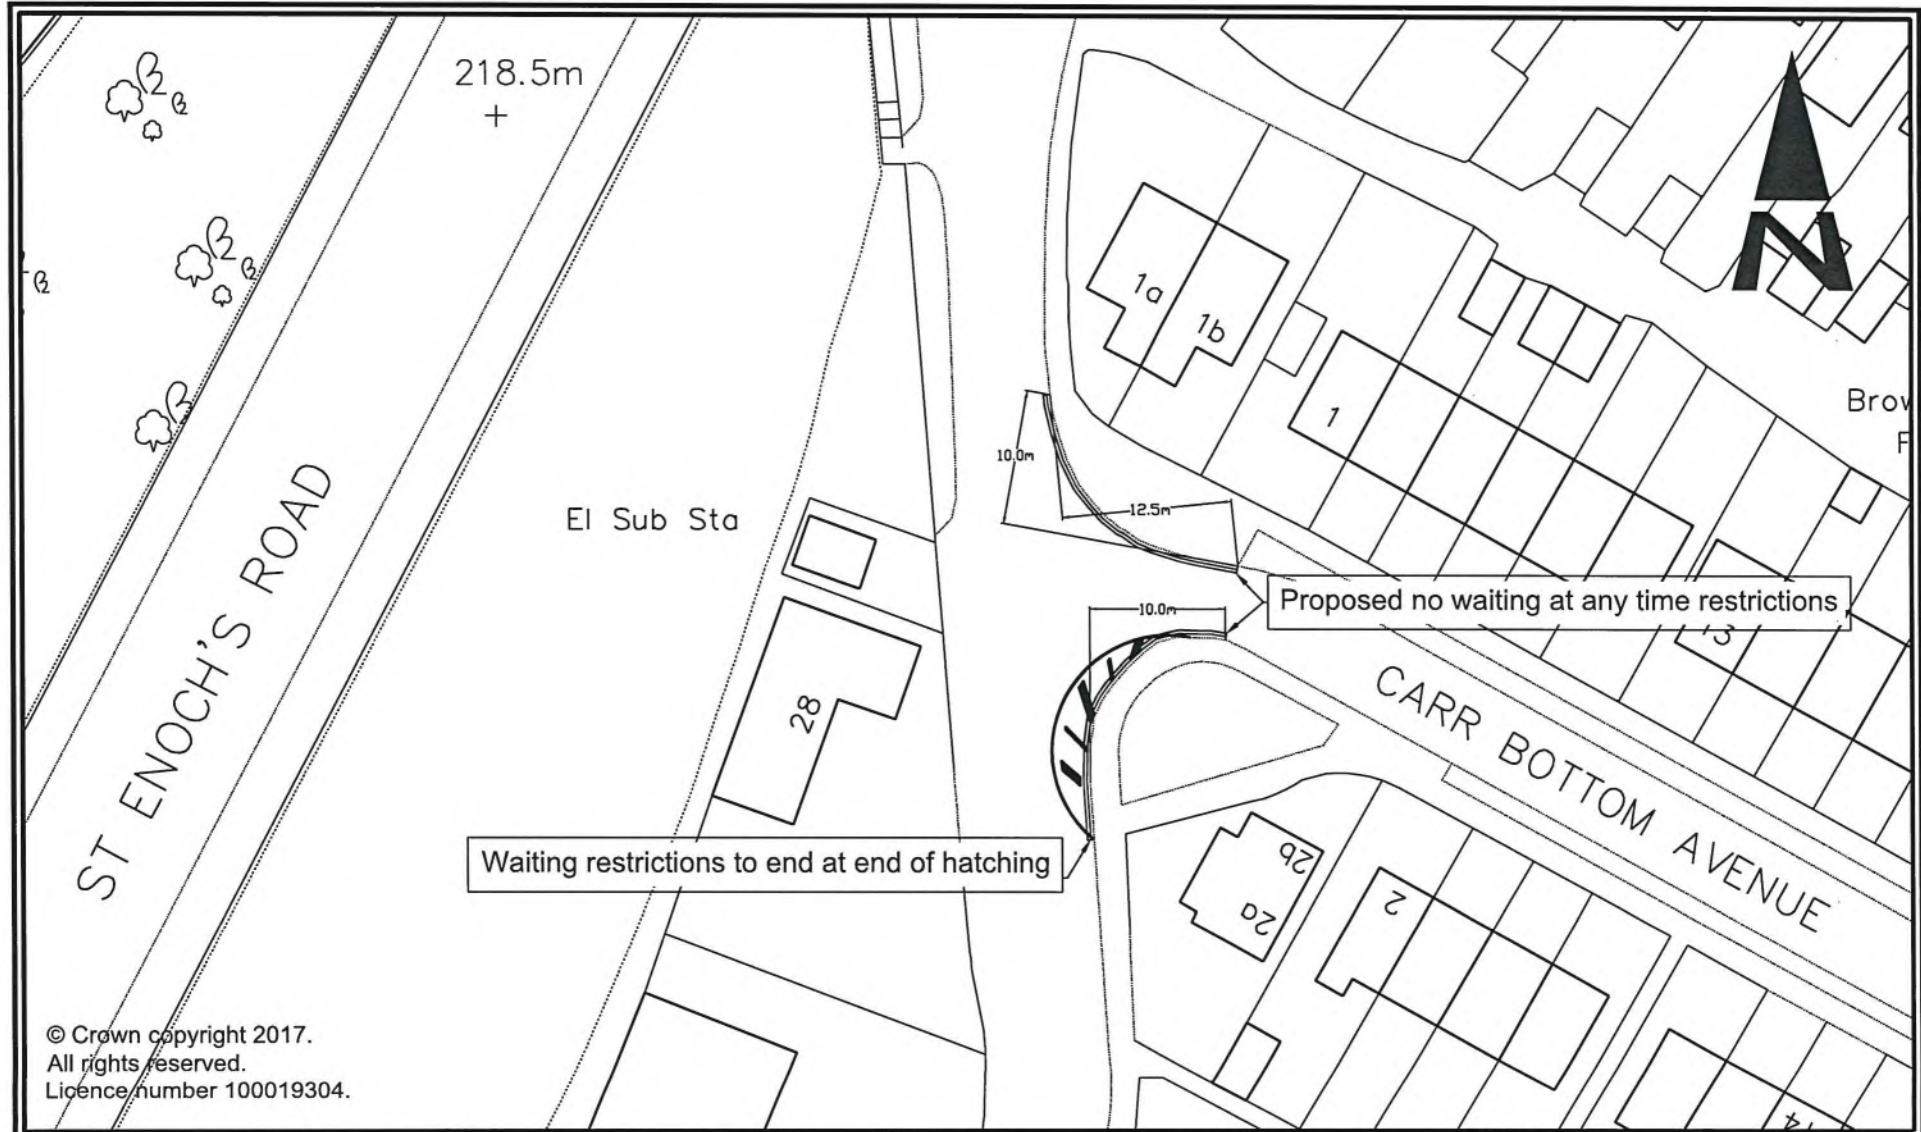 218.5m
+
N
1a
1b
1
10.0m
12.5m
El Sub Sta
Proposed no waiting at any time restrictions
10.0m
13
28
ST ENOCH'S ROAD
CARR BOTTOM AVENUE
Waiting restrictions to end at end of hatching
2b
2a
2
14
© Crown copyright 2017.
All rights reserved.
Licence number 100019304.